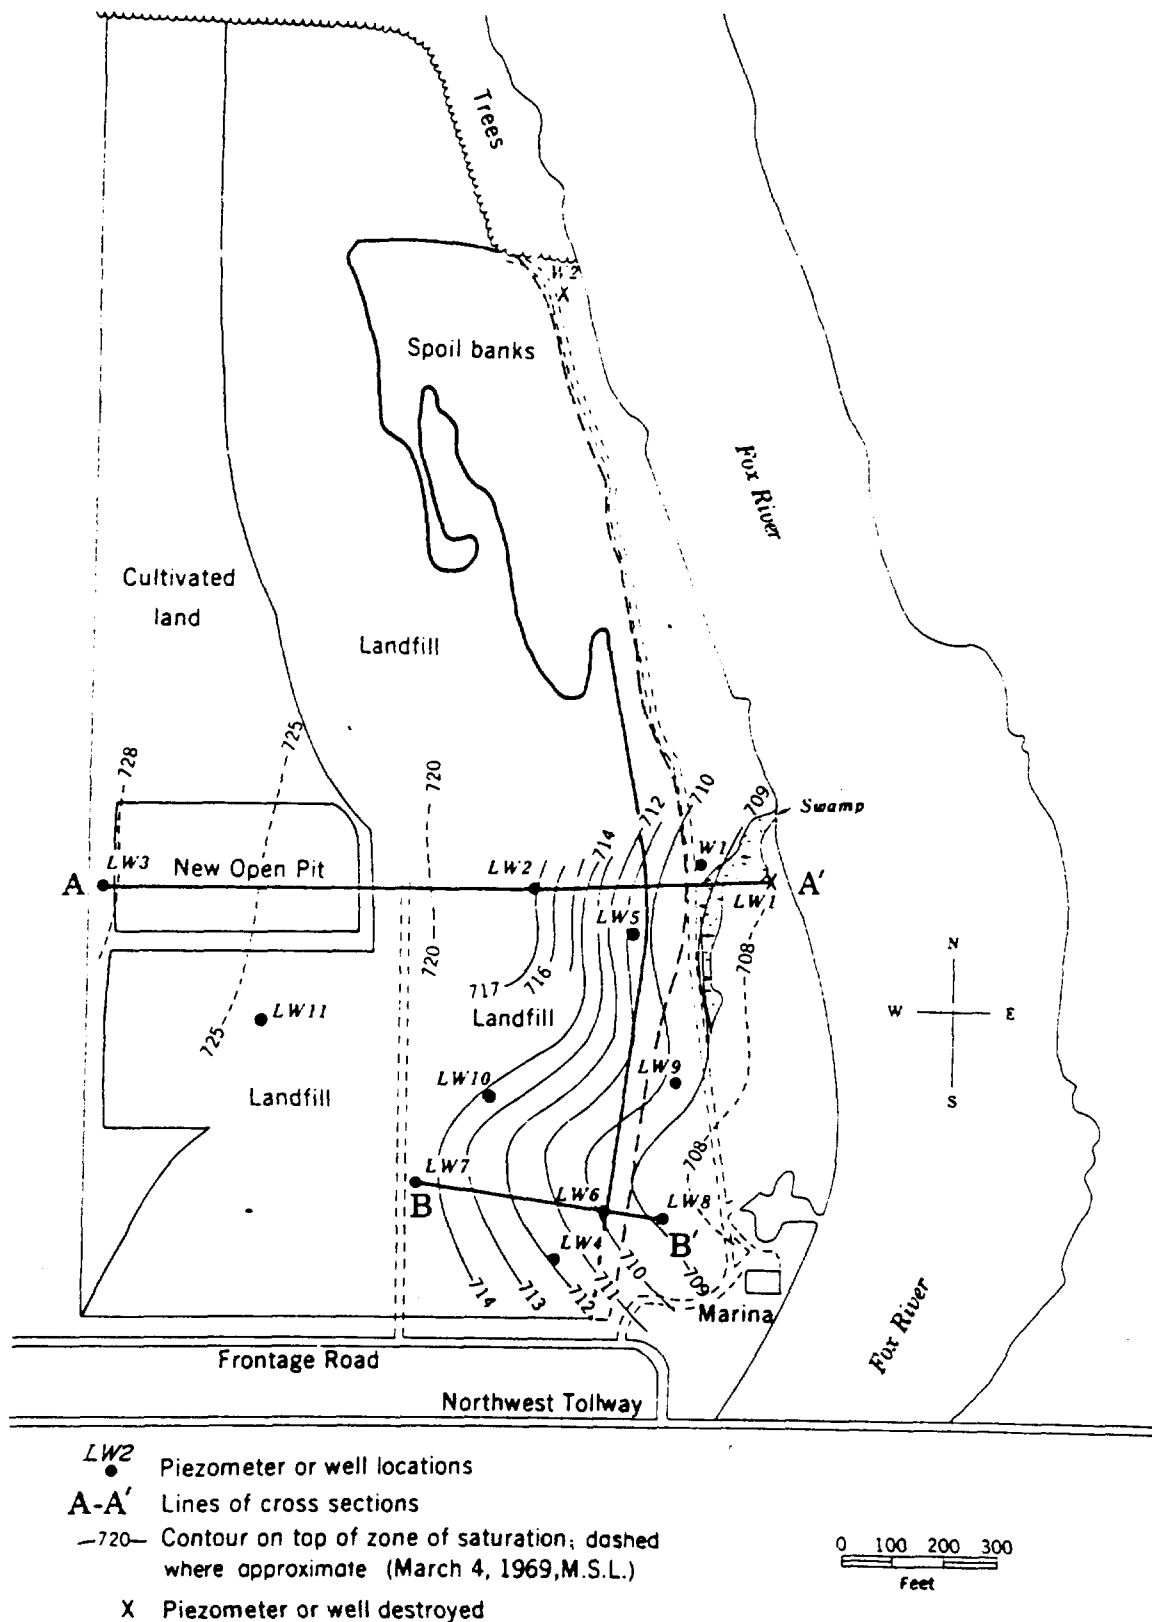 Trees
W2
X
Spoil banks
Fox River
Cultivated
land
Landfill
725
728
720
712
710
709
Swamp
714
W1
LW3
New Open Pit
LW2
A
A'
LW1
LW5
720
717
716
708
Landfill
N
W
E
S
LW11
725
LW10
LW9
Landfill
708
LW7
LW6
LW8
B
B'
LW4
714
713
712
711
710
709
Marina
Fox River
Frontage Road
Northwest Tollway
LW2
Piezometer or well locations
A-A' Lines of cross sections
—720— Contour on top of zone of saturation; dashed
where approximate (March 4, 1969, M.S.L.)
X Piezometer or well destroyed
0 100 200 300
Feet